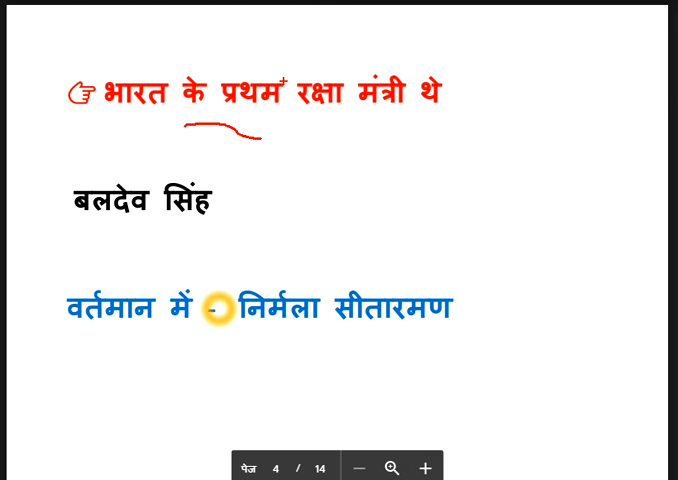 👉 भारत के प्रथम रक्षा मंत्री थे
बलदेव सिंह
वर्तमान में - निर्मला सीतारमण
पेज 4 / 14